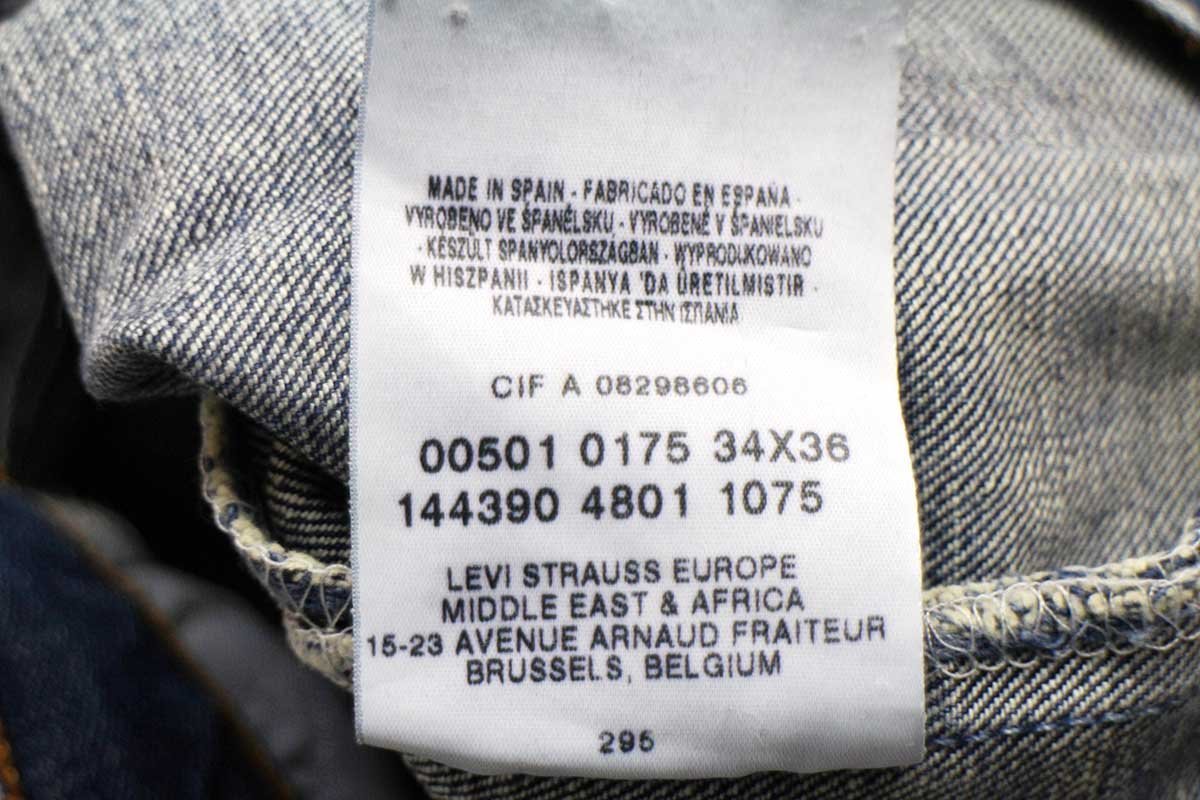 MADE IN SPAIN - FABRICADO EN ESPAÑA -
VYROBENO VE ŠPANĚLSKU - VYROBENÉ V ŠPANIELSKU
- KÉSZÜLT SPANYOLORSZÁGBAN - WYPRODUKOWANO
W HISZPANII - ISPANYA 'DA ÜRETILMISTIR -
ΚΑΤΑΣΚΕΥΑΣΤΗΚΕ ΣΤΗΝ ΙΣΠΑΝΙΑ
CIF A 08298606
00501 0175 34X36
144390 4801 1075
LEVI STRAUSS EUROPE
MIDDLE EAST & AFRICA
15-23 AVENUE ARNAUD FRAITEUR
BRUSSELS, BELGIUM
295